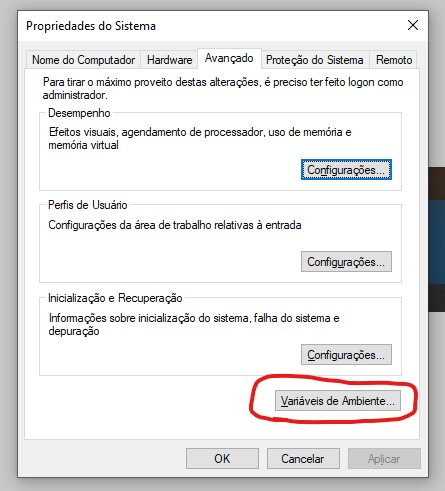 Propriedades do Sistema
Nome do Computador Hardware Avançado Proteção do Sistema Remoto
Para tirar o máximo proveito destas alterações, é preciso ter feito logon como
administrador.
Desempenho
Efeitos visuais, agendamento de processador, uso de memória e
memória virtual
Configurações...
Perfis de Usuário
Configurações da área de trabalho relativas à entrada
Configurações...
Inicialização e Recuperação
Informações sobre inicialização do sistema, falha do sistema e
depuração
Configurações...
Variáveis de Ambiente...
OK Cancelar Aplicar